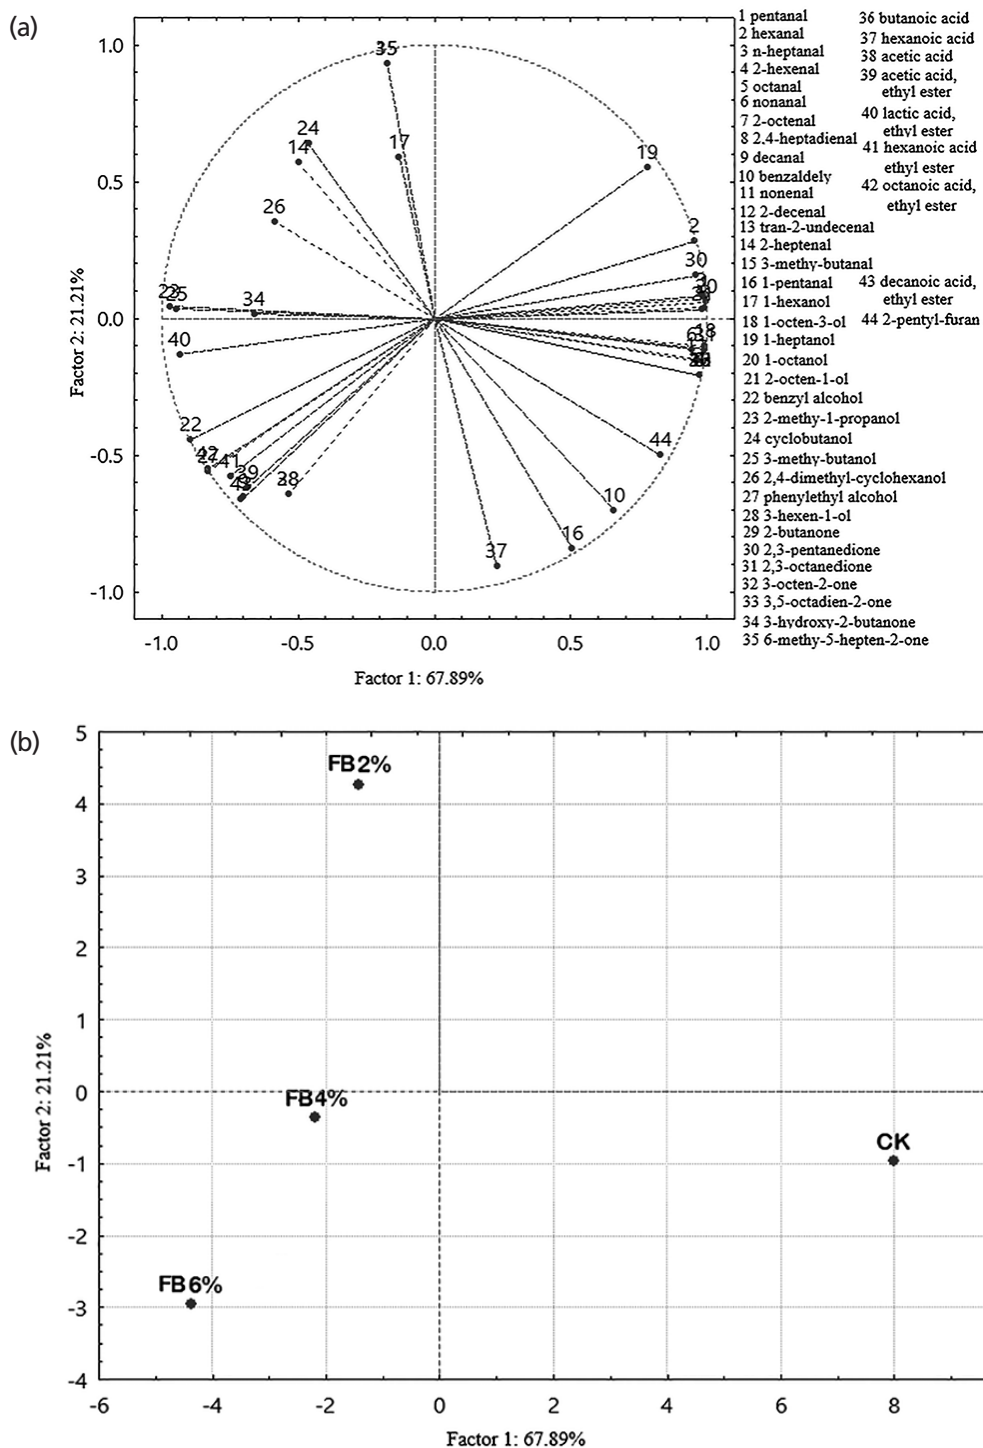 (a)
1.0
0.5
0.0
-0.5
-1.0
Factor 2: 21.21%
35
24
14
17
19
26
2
30
25
34
40
22
41
44
10
16
37
-1.0
-0.5
0.0
0.5
1.0
Factor 1: 67.89%
1 pentanal
2 hexanal
3 n-heptanal
4 2-hexenal
5 octanal
6 nonanal
7 2-octenal
8 2.4-heptadienal
9 decanal
10 benzaldely
11 nonenal
12 2-decenal
13 tran-2-undecenal
14 2-heptenal
15 3-methy-butanal
16 1-pentanal
17 1-hexanol
18 1-octen-3-ol
19 1-heptanol
20 1-octanol
21 2-octen-1-ol
22 benzyl alcohol
23 2-methy-1-propanol
24 cyclobutanol
25 3-methy-butanol
26 2,4-dimethyl-cyclohexanol
27 phenylethyl alcohol
28 3-hexen-1-ol
29 2-butanone
30 2,3-pentanedione
31 2,3-octanedione
32 3-octen-2-one
33 3,5-octadien-2-one
34 3-hydroxy-2-butanone
35 6-methy-5-hepten-2-one
36 butanoic acid
37 hexanoic acid
38 acetic acid
39 acetic acid,
ethyl ester
40 lactic acid,
ethyl ester
41 hexanoic acid
ethyl ester
42 octanoic acid,
ethyl ester
43 decanoic acid,
ethyl ester
44 2-pentyl-furan
(b)
5
4
3
2
1
0
-1
-2
-3
-4
Factor 2: 21.21%
FB2%
FB4%
CK
FB6%
-6
-4
-2
0
2
4
6
8
Factor 1: 67.89%